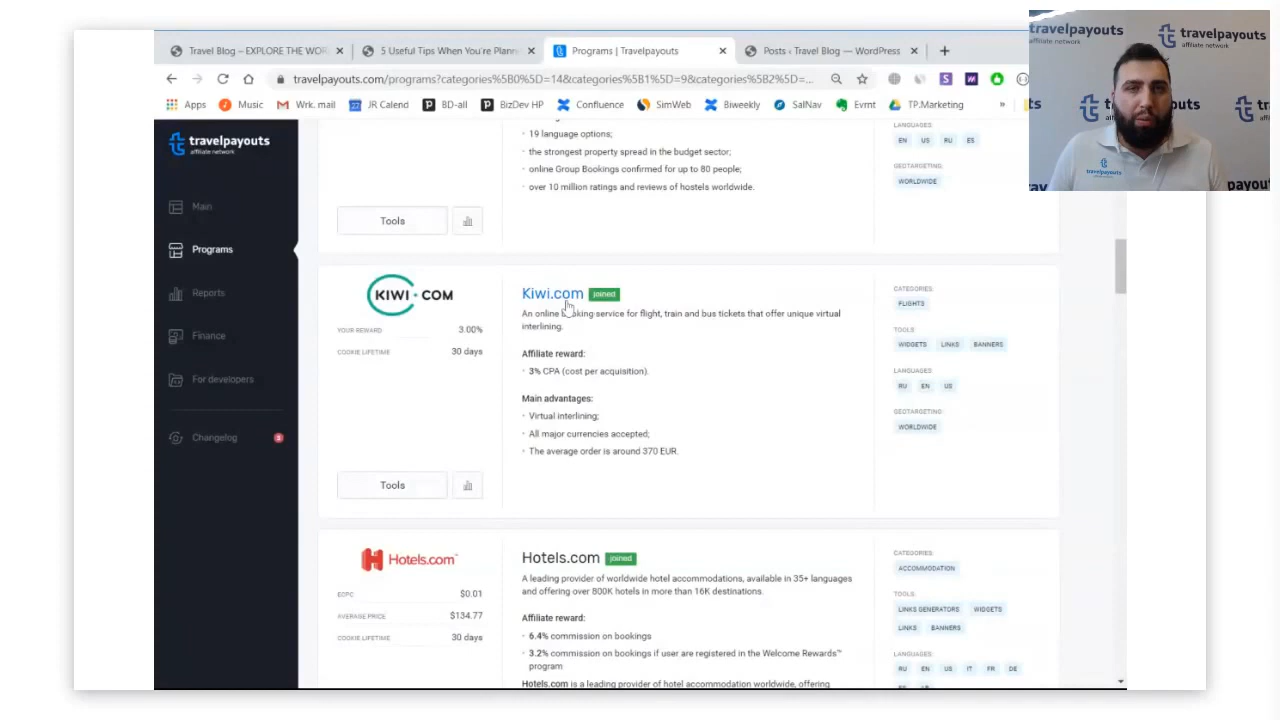 Travel Blog – EXPLORE THE WOR
5 Useful Tips When You're Plann
Programs | Travelpayouts
Posts ‹ Travel Blog — WordPress
travelpayouts.com/programs?categories%5B0%5D=14&categories%5B1%5D=9&categories%5B2%5D=...
Apps
Music
Wrk. mail
JR Calend
BD-all
BizDev HP
Confluence
SimWeb
Biweekly
SalNav
Evrnt
TP.Marketing
»
travelpayouts
affiliate network
Main
Programs
Reports
Finance
For developers
Changelog
3
· 19 language options;
· the strongest property spread in the budget sector;
· online Group Bookings confirmed for up to 80 people;
· over 10 million ratings and reviews of hostels worldwide.
Tools
LANGUAGES:
EN US RU ES
GEOTARGETING:
WORLDWIDE
KIWI.COM
YOUR REWARD 3.00%
COOKIE LIFETIME 30 days
Tools
Kiwi.com joined
An online booking service for flight, train and bus tickets that offer unique virtual
interlining.
Affiliate reward:
· 3% CPA (cost per acquisition).
Main advantages:
· Virtual interlining;
· All major currencies accepted;
· The average order is around 370 EUR.
CATEGORIES:
FLIGHTS
TOOLS
WIDGETS LINKS BANNERS
LANGUAGES:
RU EN US
GEOTARGETING:
WORLDWIDE
Hotels.com
ECPC $0.01
AVERAGE PRICE $134.77
COOKIE LIFETIME 30 days
Hotels.com joined
A leading provider of worldwide hotel accommodations, available in 35+ languages
and offering over 800K hotels in more than 16K destinations.
Affiliate reward:
· 6.4% commission on bookings
· 3.2% commission on bookings if user are registered in the Welcome Rewards™
program
Hotels.com is a leading provider of hotel accommodation worldwide, offering
CATEGORIES:
ACCOMMODATION
TOOLS:
LINKS GENERATORS WIDGETS
LINKS BANNERS
LANGUAGES:
RU EN US IT FR DE
travelpayouts
travelpayouts
affiliate network
travelpayouts
payou